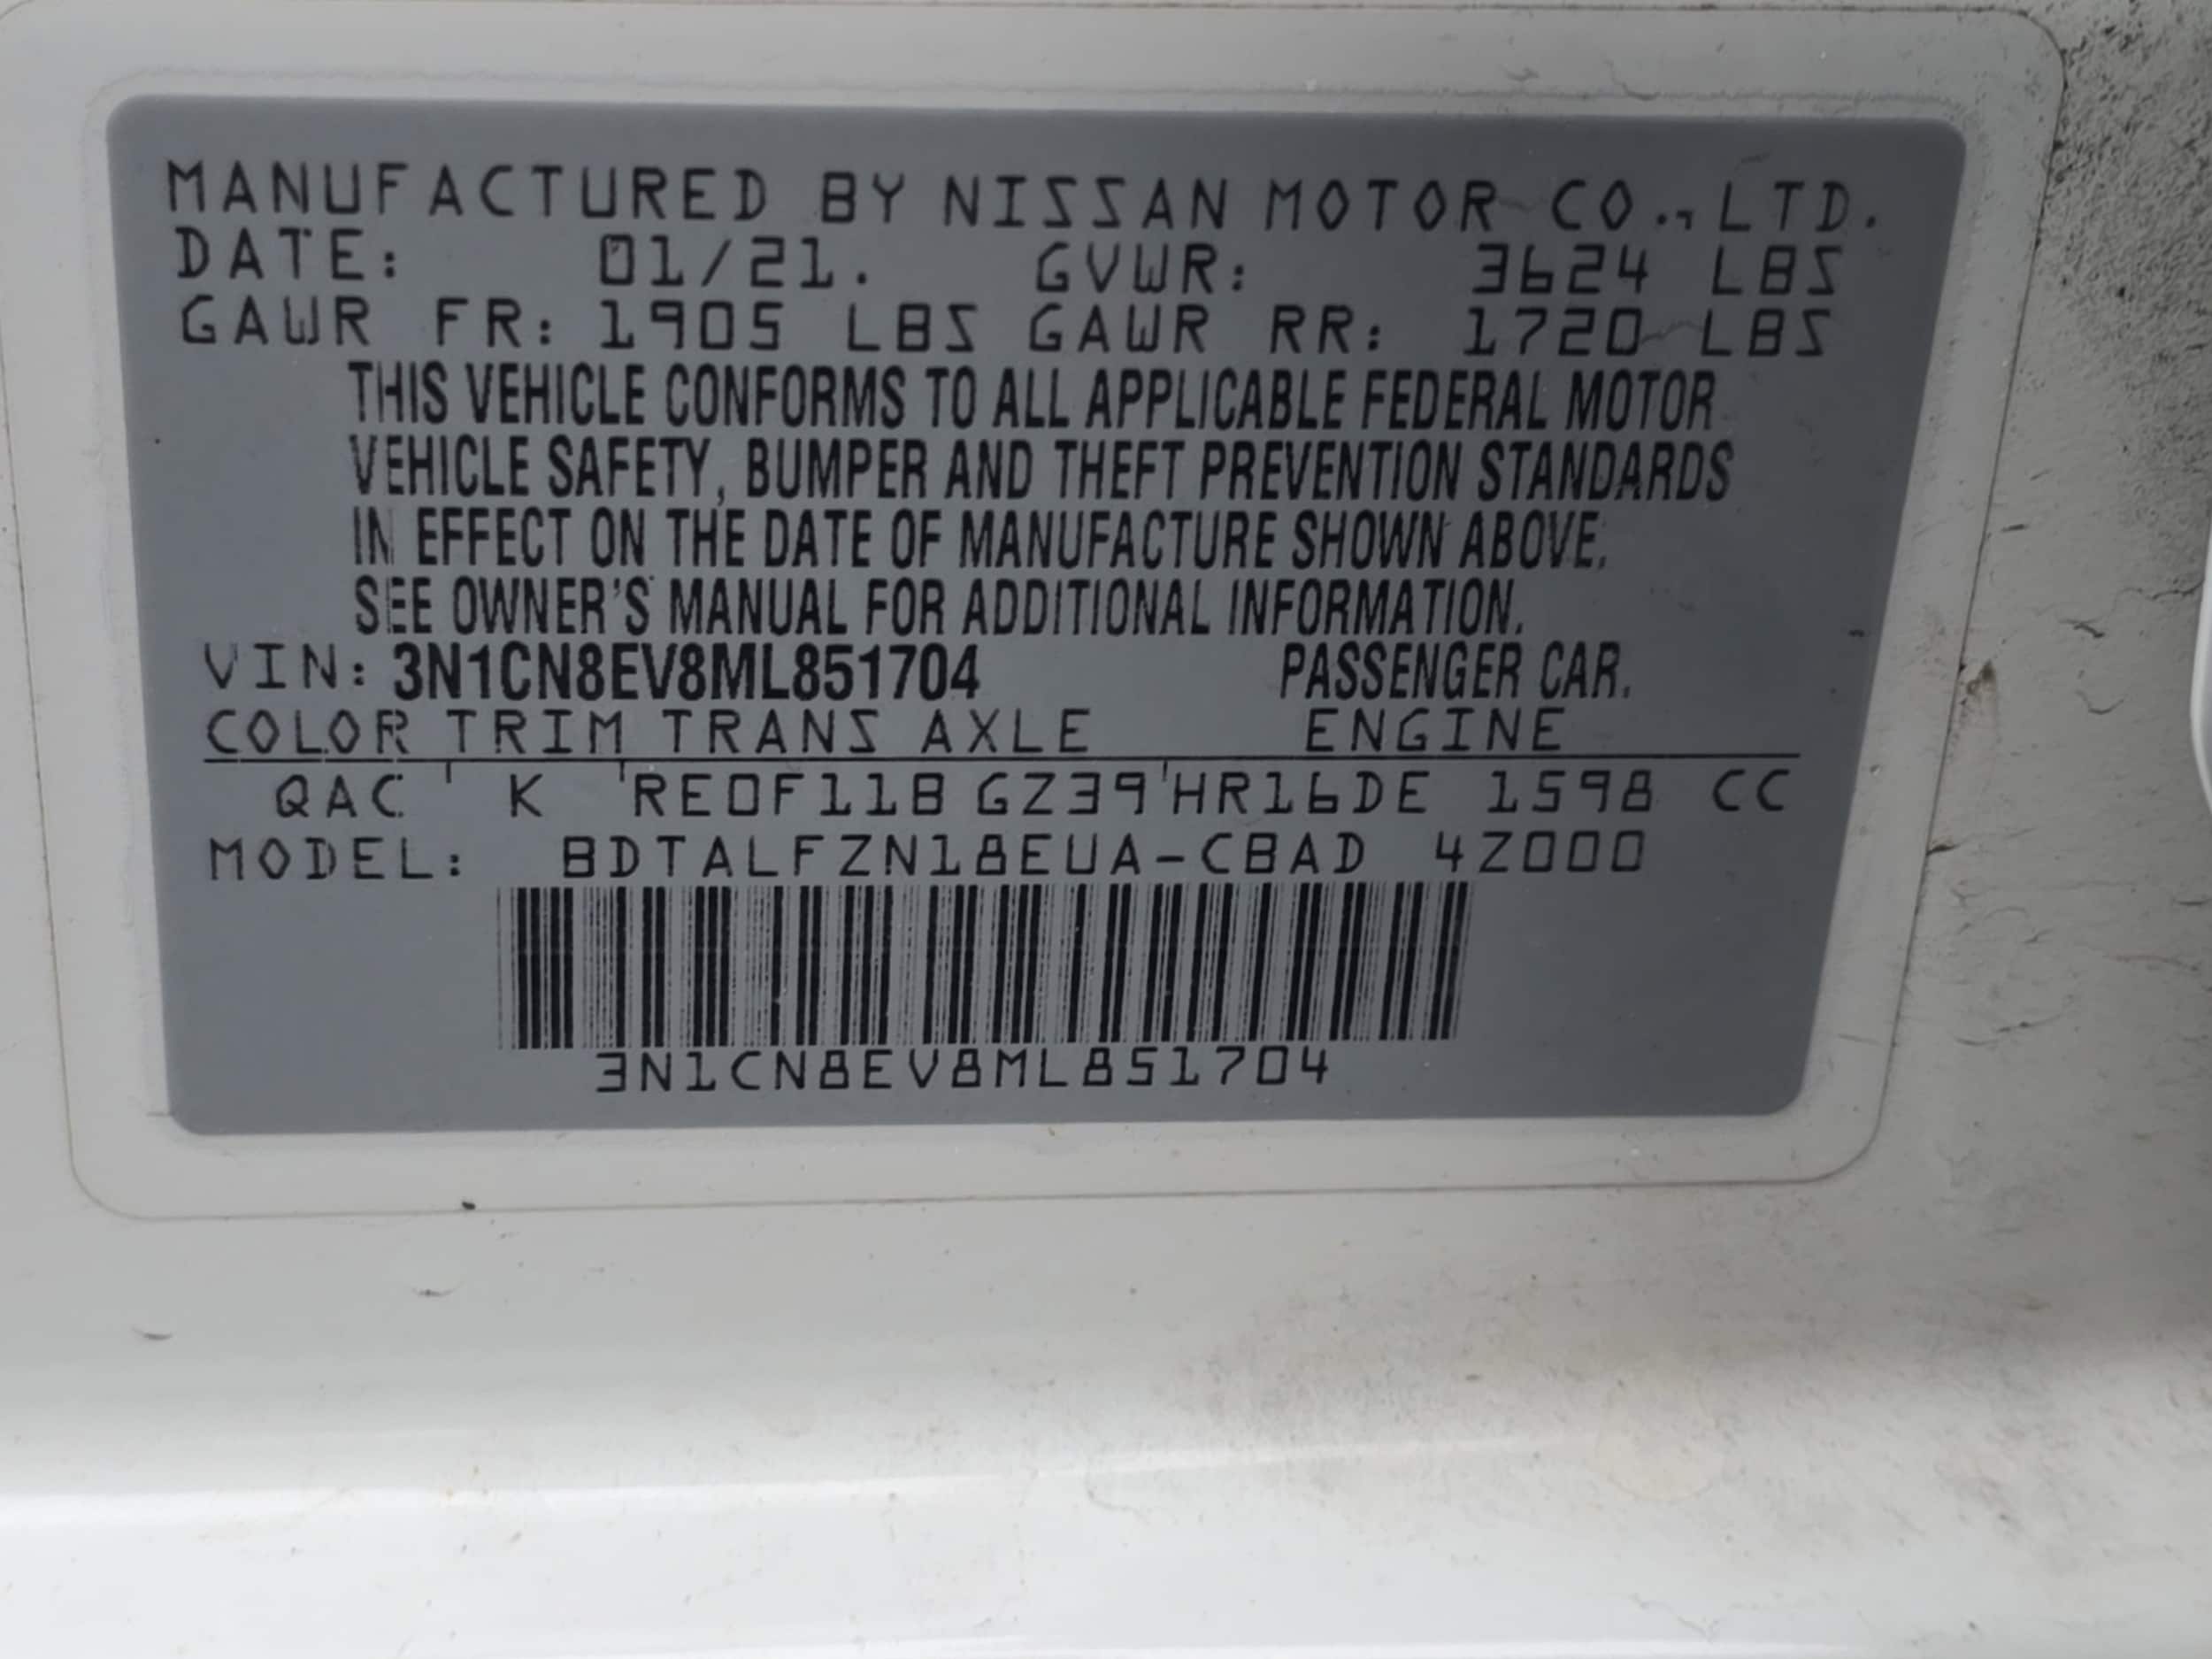 MANUFACTURED BY NISSAN MOTOR CO., LTD.
DATE: 01/21. GVWR: 3624 LBS
GAWR FR: 1905 LBS GAWR RR: 1720 LBS
THIS VEHICLE CONFORMS TO ALL APPLICABLE FEDERAL MOTOR
VEHICLE SAFETY, BUMPER AND THEFT PREVENTION STANDARDS
IN EFFECT ON THE DATE OF MANUFACTURE SHOWN ABOVE.
SEE OWNER'S MANUAL FOR ADDITIONAL INFORMATION.
VIN: 3N1CN8EV8ML851704 PASSENGER CAR.
COLOR TRIM TRANS AXLE ENGINE
QAC K RE0F11B GZ39 HR16DE 1598 CC
MODEL: BDTALFZN18EUA-CBAD 4Z000
3N1CN8EV8ML851704